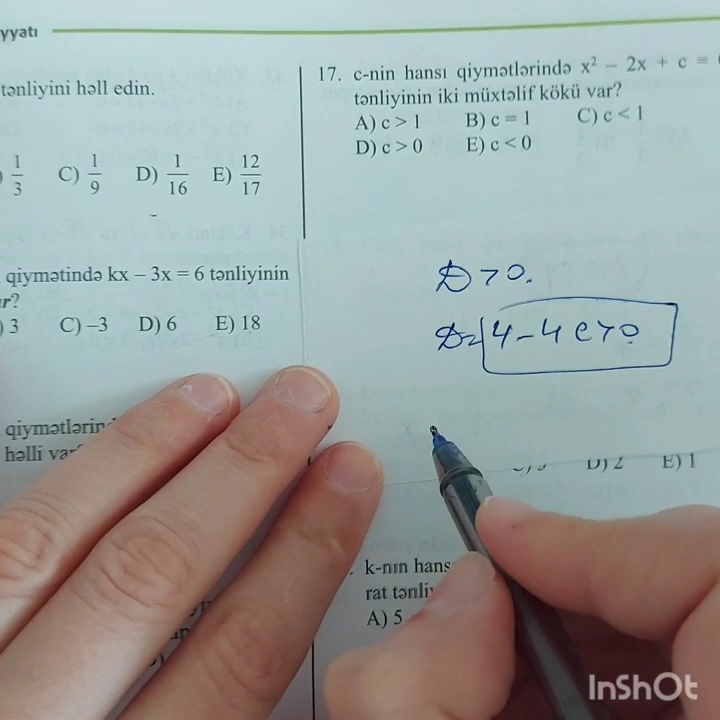 yyatı
tənliyini həll edin.
1/3 C) 1/9 D) 1/16 E) 12/17
qiymətində kx – 3x = 6 tənliyinin
r?
) 3 C) –3 D) 6 E) 18
qiymətlərin
həlli va
17. c-nin hansı qiymətlərində x² – 2x + c =
tənliyinin iki müxtəlif kökü var?
A) c > 1 B) c = 1 C) c < 1
D) c > 0 E) c < 0
D > 0.
D = 4 – 4c > 0
D) 2 E) 1
k-nın hans
rat tənli
A) 5
InShOt